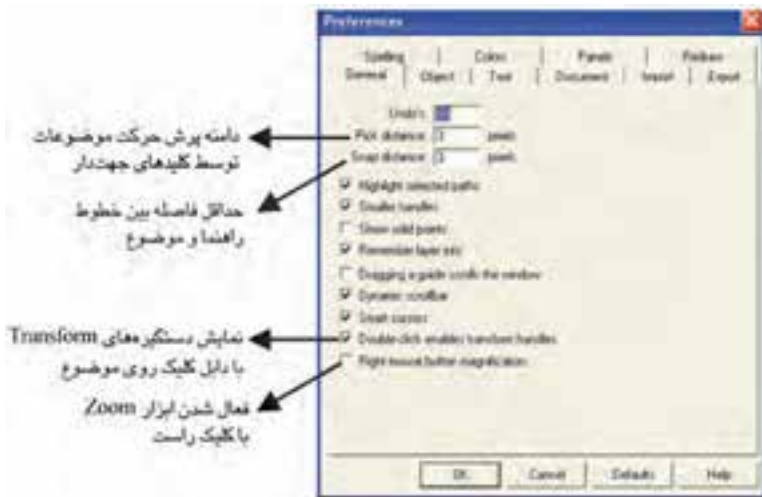 Preferences
Spelling Colors Panels Redraw
General Object Text Document Import Export
Undo's:
Pick distance: 3 pixels
Snap distance: 3 pixels
Highlight selected paths
Smaller handles
Show solid points
Remember layer info
Dragging a guide scrolls the window
Dynamic scrollbar
Smart cursors
Double-click enables transform handles
Right mouse button magnification
OK Cancel Defaults Help
دامنه پرش حرکت موضوعات
توسط کلیدهای جهت‌دار
حداقل فاصله بین خطوط
راهنما و موضوع
نمایش دستگیره‌های Transform
با دابل کلیک روی موضوع
فعال شدن ابزار Zoom
با کلیک راست